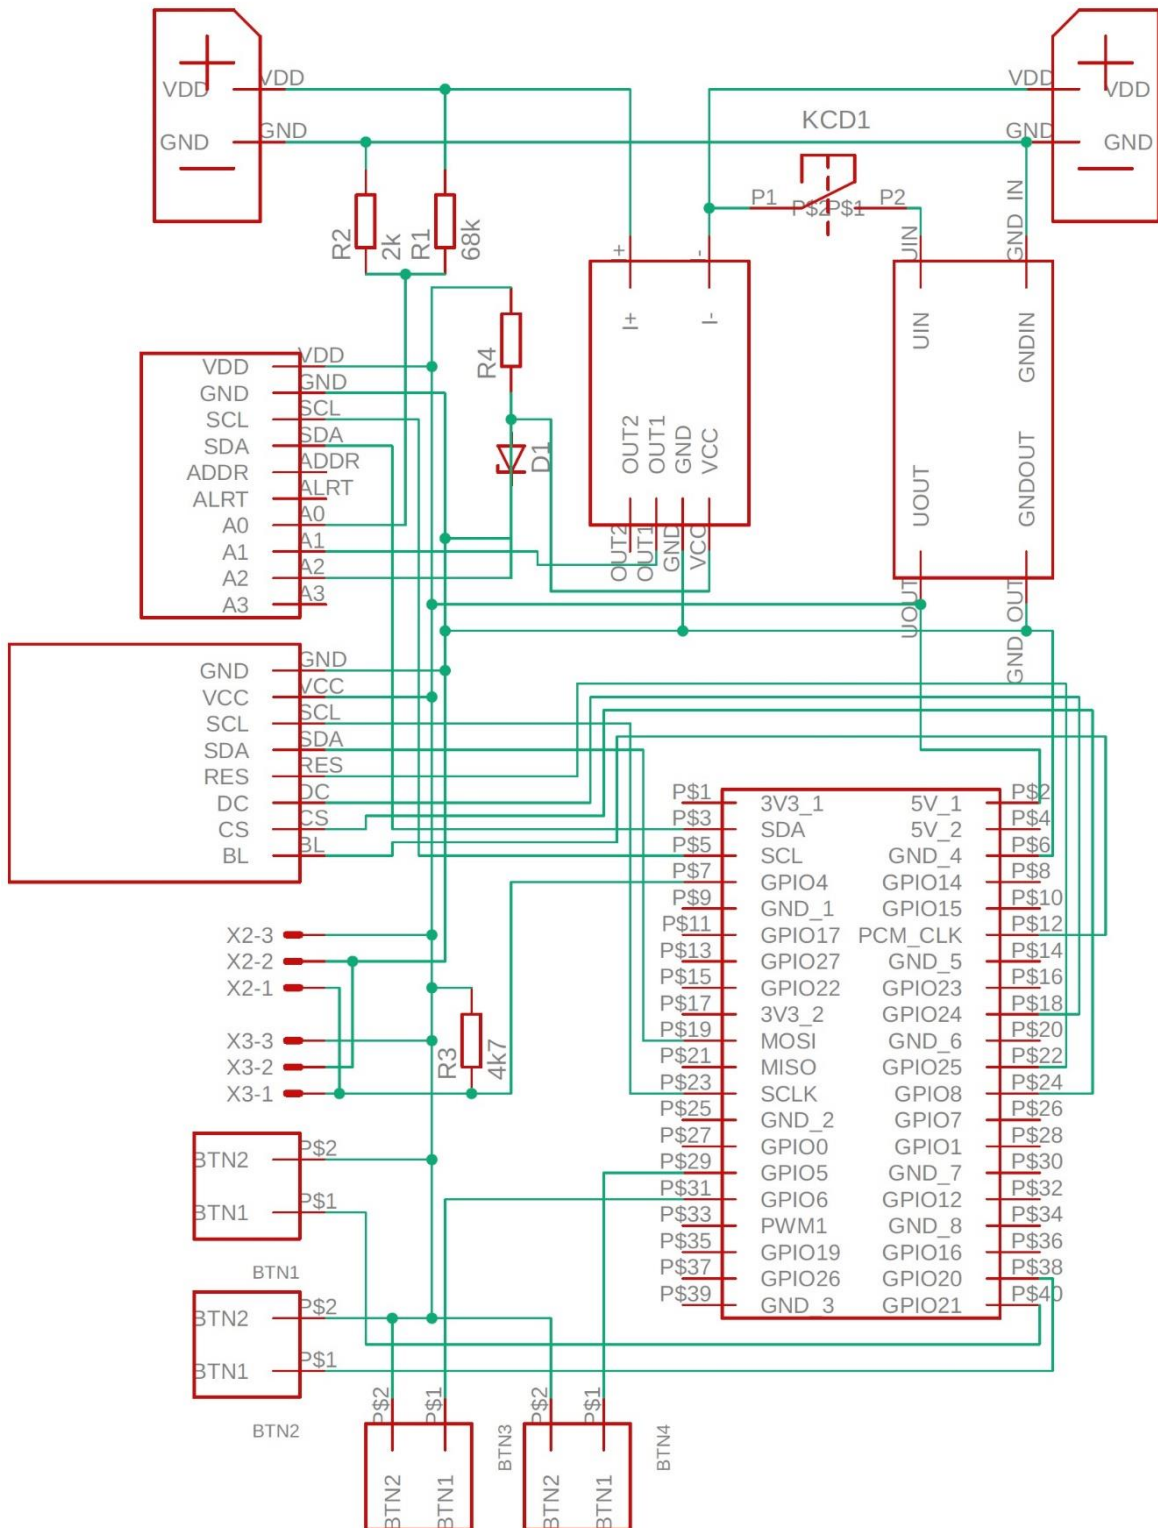 VDD VDD
GND GND
VDD VDD
GND GND
KCD1
P1 P$2 P$1 P2
R2 2k
R1 68k
R4
D1
I+ I-
I+ I-
OUT2 OUT1 GND VCC
OUT2 OUT1 GND VCC
UIN GND_IN
UIN GNDIN
UOUT GNDOUT
UOUT GND_OUT
VDD VDD
GND GND
SCL SCL
SDA SDA
ADDR ADDR
ALRT ALRT
A0 A0
A1 A1
A2 A2
A3 A3
GND GND
VCC VCC
SCL SCL
SDA SDA
RES RES
DC DC
CS CS
BL BL
P$1 3V3_1 5V_1 P$2
P$3 SDA 5V_2 P$4
P$5 SCL GND_4 P$6
P$7 GPIO4 GPIO14 P$8
P$9 GND_1 GPIO15 P$10
P$11 GPIO17 PCM_CLK P$12
P$13 GPIO27 GND_5 P$14
P$15 GPIO22 GPIO23 P$16
P$17 3V3_2 GPIO24 P$18
P$19 MOSI GND_6 P$20
P$21 MISO GPIO25 P$22
P$23 SCLK GPIO8 P$24
P$25 GND_2 GPIO7 P$26
P$27 GPIO0 GPIO1 P$28
P$29 GPIO5 GND_7 P$30
P$31 GPIO6 GPIO12 P$32
P$33 PWM1 GND_8 P$34
P$35 GPIO19 GPIO16 P$36
P$37 GPIO26 GPIO20 P$38
P$39 GND_3 GPIO21 P$40
X2-3
X2-2
X2-1
X3-3
X3-2
X3-1
R3 4k7
BTN2 P$2
BTN1 P$1
BTN1
BTN2 P$2
BTN1 P$1
BTN2
P$2 P$1
BTN2 BTN1
BTN3
P$2 P$1
BTN2 BTN1
BTN4